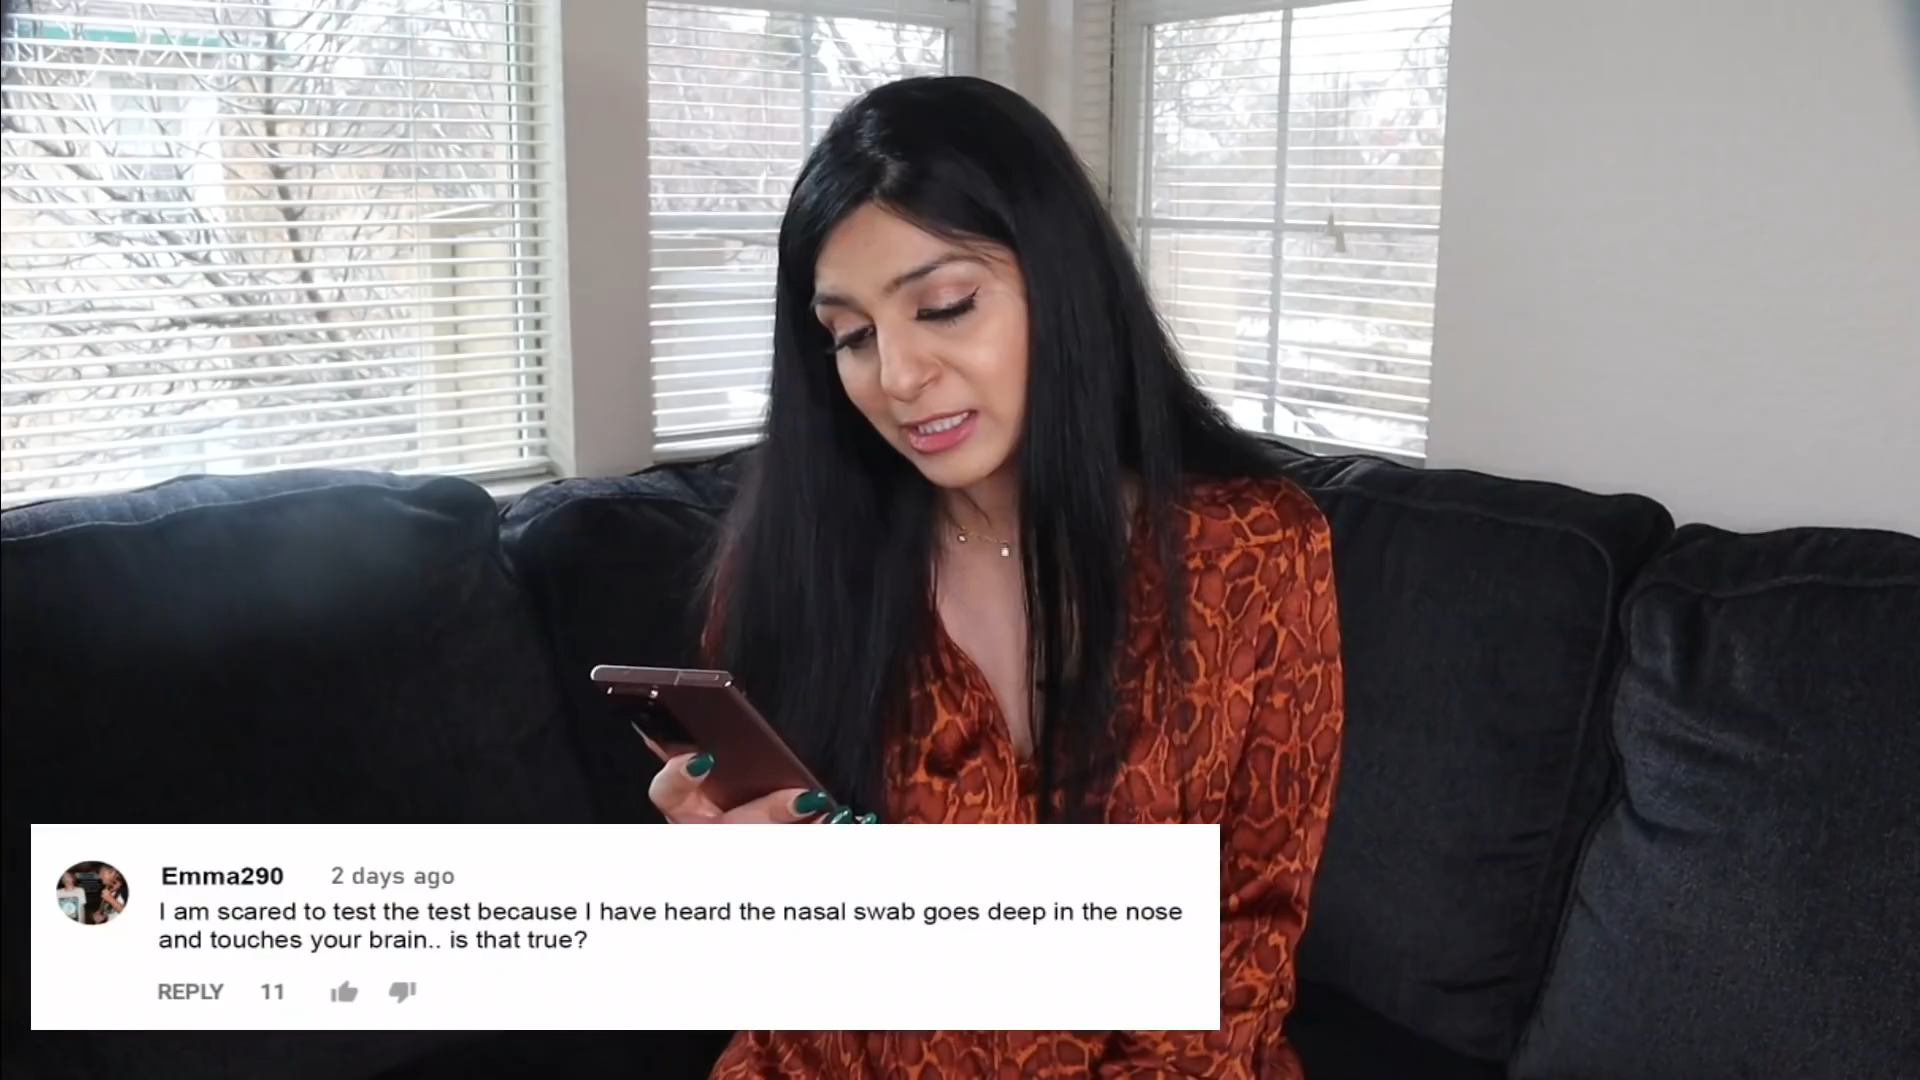 Emma290 2 days ago
I am scared to test the test because I have heard the nasal swab goes deep in the nose
and touches your brain.. is that true?
REPLY 11